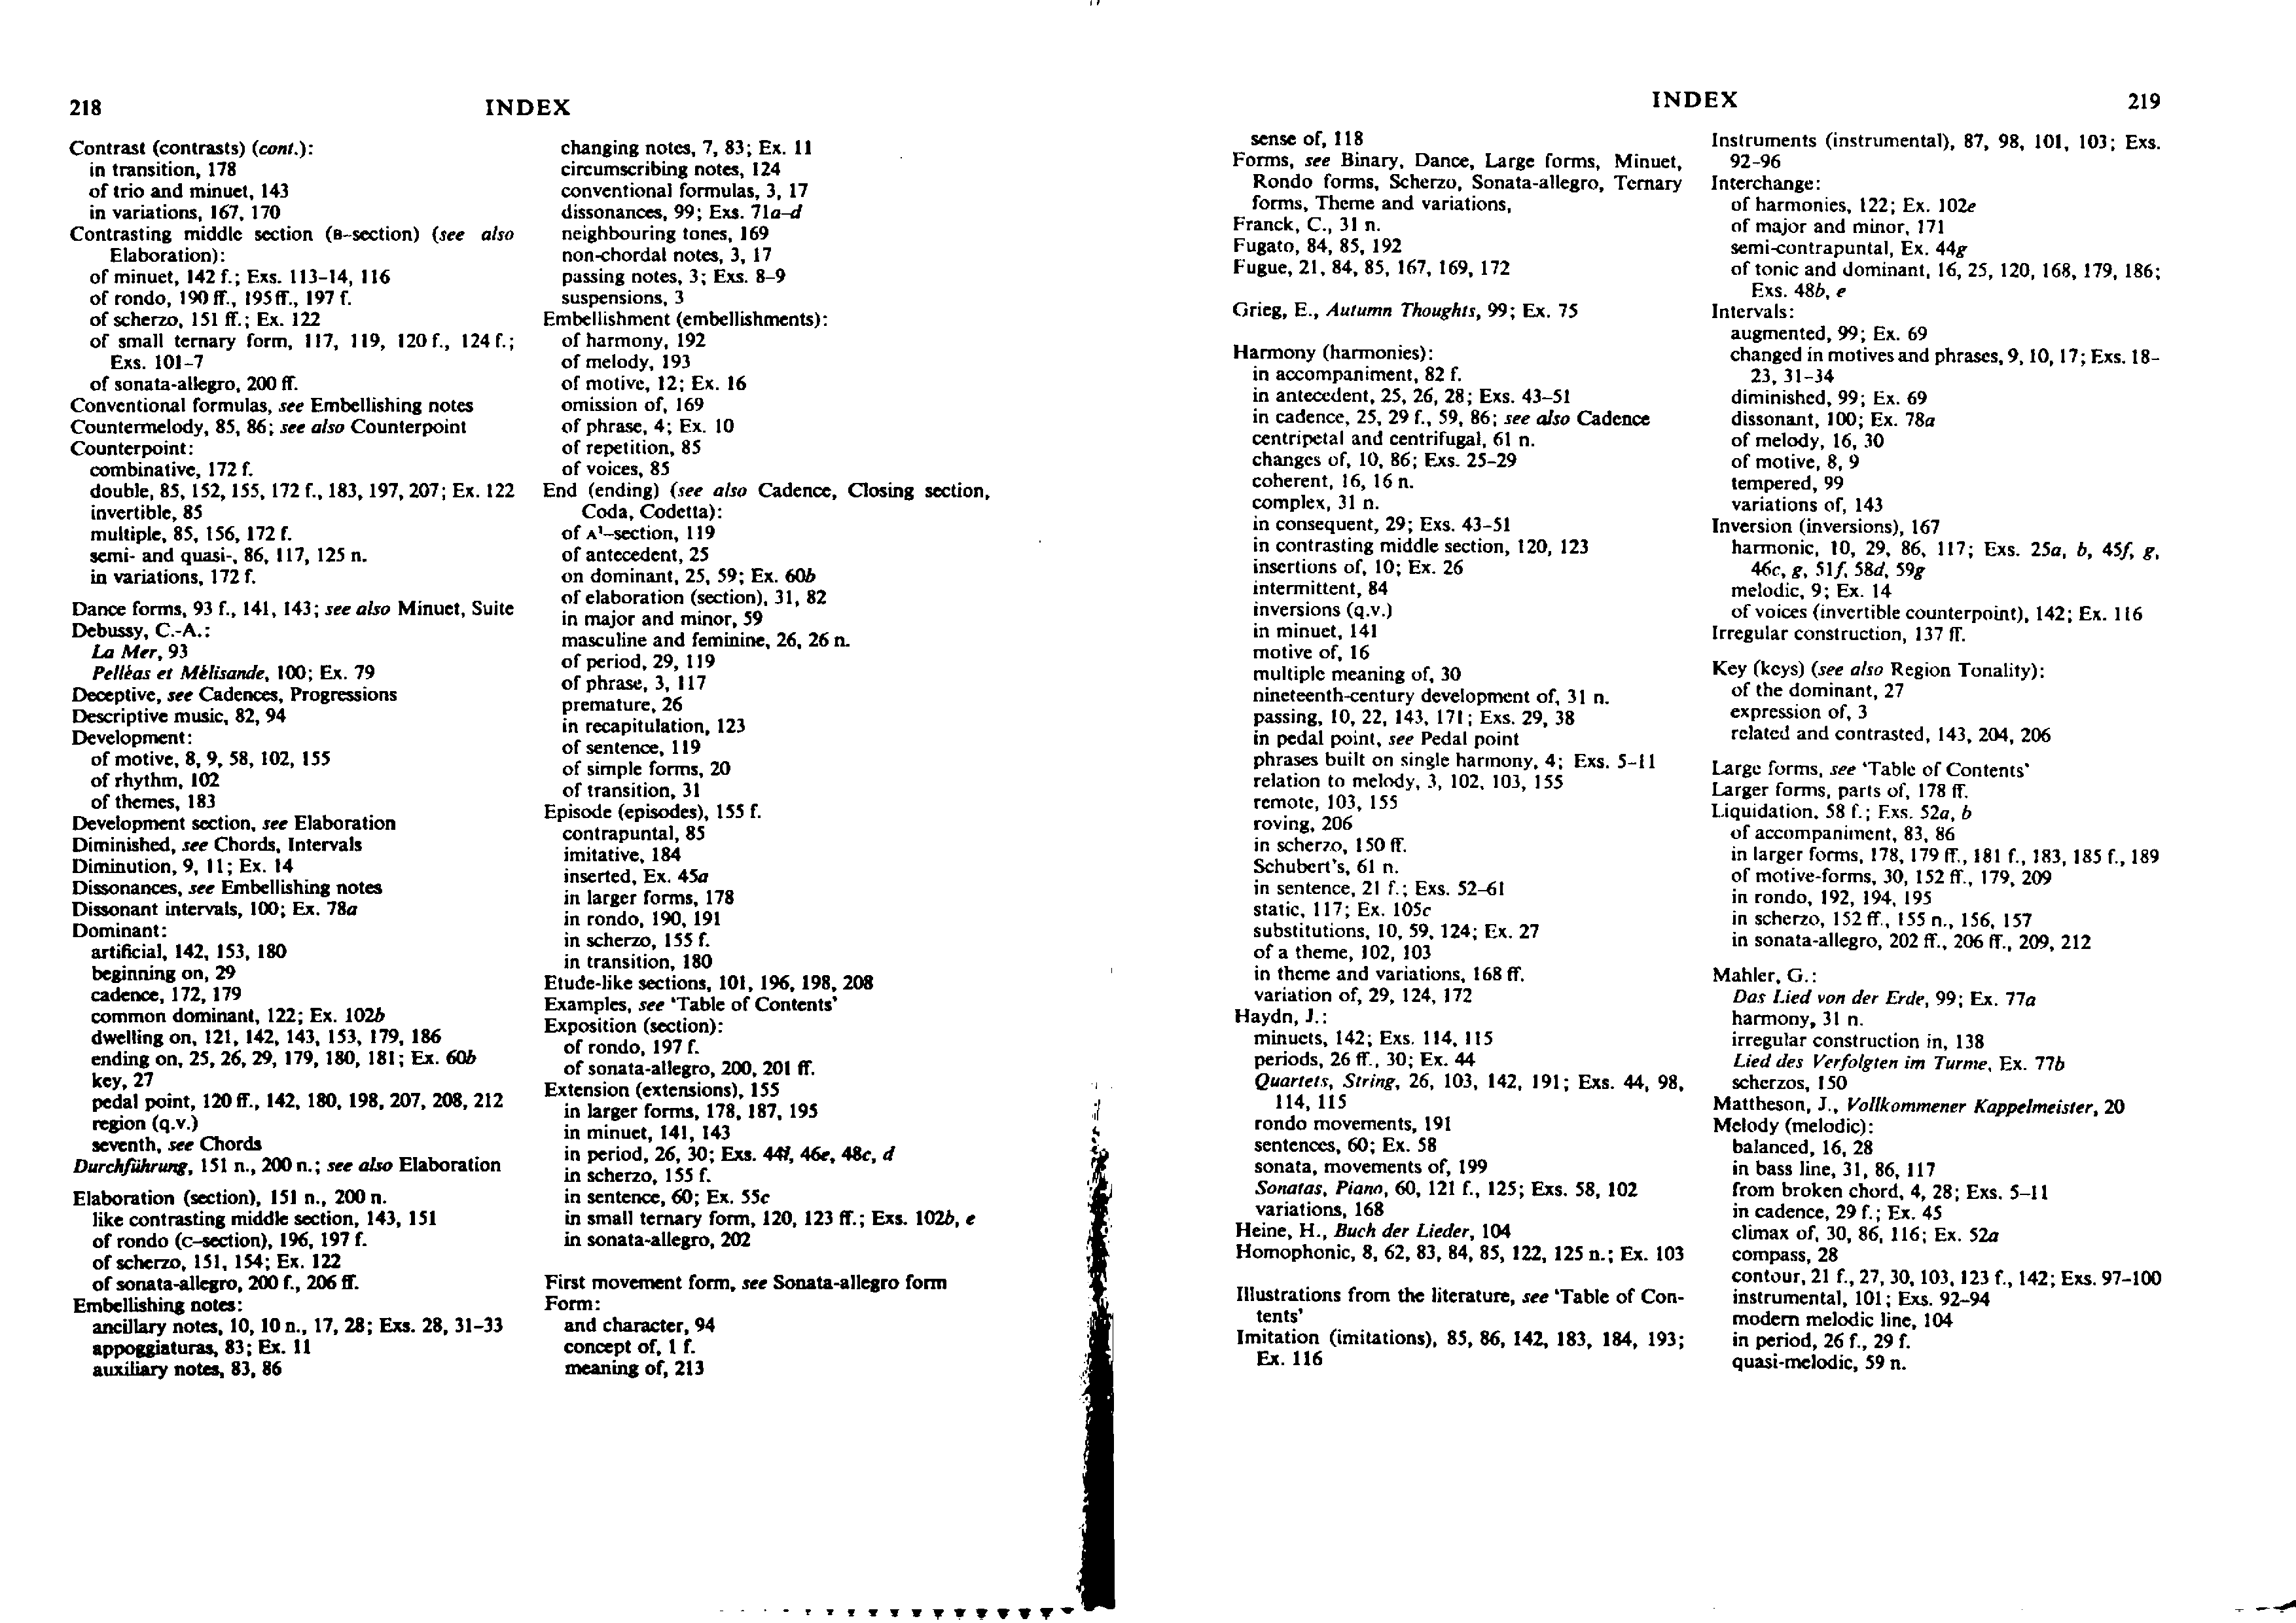 218
INDEX
Contrast (contrasts) (cont.):
in transition, 178
of trio and minuet, 143
in variations, 167, 170
Contrasting middle section (B-section) (see also
Elaboration):
of minuet, 142 f.; Exs. 113-14, 116
of rondo, 190 ff., 195 ff., 197 f.
of scherzo, 151 ff.; Ex. 122
of small ternary form, 117, 119, 120 f., 124 f.;
Exs. 101-7
of sonata-allegro, 200 ff.
Conventional formulas, see Embellishing notes
Countermelody, 85, 86; see also Counterpoint
Counterpoint:
combinative, 172 f.
double, 85, 152, 155, 172 f., 183, 197, 207; Ex. 122
invertible, 85
multiple, 85, 156, 172 f.
semi- and quasi-, 86, 117, 125 n.
in variations, 172 f.
Dance forms, 93 f., 141, 143; see also Minuet, Suite
Debussy, C.-A.:
La Mer, 93
Pellèas et Mèlisande, 100; Ex. 79
Deceptive, see Cadences, Progressions
Descriptive music, 82, 94
Development:
of motive, 8, 9, 58, 102, 155
of rhythm, 102
of themes, 183
Development section, see Elaboration
Diminished, see Chords, Intervals
Diminution, 9, 11; Ex. 14
Dissonances, see Embellishing notes
Dissonant intervals, 100; Ex. 78a
Dominant:
artificial, 142, 153, 180
beginning on, 29
cadence, 172, 179
common dominant, 122; Ex. 102b
dwelling on, 121, 142, 143, 153, 179, 186
ending on, 25, 26, 29, 179, 180, 181; Ex. 60b
key, 27
pedal point, 120 ff., 142, 180, 198, 207, 208, 212
region (q.v.)
seventh, see Chords
Durchführung, 151 n., 200 n.; see also Elaboration
Elaboration (section), 151 n., 200 n.
like contrasting middle section, 143, 151
of rondo (C-section), 196, 197 f.
of scherzo, 151, 154; Ex. 122
of sonata-allegro, 200 f., 206 ff.
Embellishing notes:
ancillary notes, 10, 10 n., 17, 28; Exs. 28, 31-33
appoggiaturas, 83; Ex. 11
auxiliary notes, 83, 86
changing notes, 7, 83; Ex. 11
circumscribing notes, 124
conventional formulas, 3, 17
dissonances, 99; Exs. 71a-d
neighbouring tones, 169
non-chordal notes, 3, 17
passing notes, 3; Exs. 8-9
suspensions, 3
Embellishment (embellishments):
of harmony, 192
of melody, 193
of motive, 12; Ex. 16
omission of, 169
of phrase, 4; Ex. 10
of repetition, 85
of voices, 85
End (ending) (see also Cadence, Closing section,
Coda, Codetta):
of A¹-section, 119
of antecedent, 25
on dominant, 25, 59; Ex. 60b
of elaboration (section), 31, 82
in major and minor, 59
masculine and feminine, 26, 26 n.
of period, 29, 119
of phrase, 3, 117
premature, 26
in recapitulation, 123
of sentence, 119
of simple forms, 20
of transition, 31
Episode (episodes), 155 f.
contrapuntal, 85
imitative, 184
inserted, Ex. 45a
in larger forms, 178
in rondo, 190, 191
in scherzo, 155 f.
in transition, 180
Etude-like sections, 101, 196, 198, 208
Examples, see 'Table of Contents'
Exposition (section):
of rondo, 197 f.
of sonata-allegro, 200, 201 ff.
Extension (extensions), 155
in larger forms, 178, 187, 195
in minuet, 141, 143
in period, 26, 30; Exs. 44f, 46e, 48c, d
in scherzo, 155 f.
in sentence, 60; Ex. 55c
in small ternary form, 120, 123 ff.; Exs. 102b, e
in sonata-allegro, 202
First movement form, see Sonata-allegro form
Form:
and character, 94
concept of, 1 f.
meaning of, 213
INDEX
219
sense of, 118
Forms, see Binary, Dance, Large forms, Minuet,
Rondo forms, Scherzo, Sonata-allegro, Ternary
forms, Theme and variations,
Franck, C., 31 n.
Fugato, 84, 85, 192
Fugue, 21, 84, 85, 167, 169, 172
Grieg, E., Autumn Thoughts, 99; Ex. 75
Harmony (harmonies):
in accompaniment, 82 f.
in antecedent, 25, 26, 28; Exs. 43-51
in cadence, 25, 29 f., 59, 86; see also Cadence
centripetal and centrifugal, 61 n.
changes of, 10, 86; Exs. 25-29
coherent, 16, 16 n.
complex, 31 n.
in consequent, 29; Exs. 43-51
in contrasting middle section, 120, 123
insertions of, 10; Ex. 26
intermittent, 84
inversions (q.v.)
in minuet, 141
motive of, 16
multiple meaning of, 30
nineteenth-century development of, 31 n.
passing, 10, 22, 143, 171; Exs. 29, 38
in pedal point, see Pedal point
phrases built on single harmony, 4; Exs. 5-11
relation to melody, 3, 102, 103, 155
remote, 103, 155
roving, 206
in scherzo, 150 ff.
Schubert's, 61 n.
in sentence, 21 f.; Exs. 52-61
static, 117; Ex. 105c
substitutions, 10, 59, 124; Ex. 27
of a theme, 102, 103
in theme and variations, 168 ff.
variation of, 29, 124, 172
Haydn, J.:
minuets, 142; Exs. 114, 115
periods, 26 ff., 30; Ex. 44
Quartets, String, 26, 103, 142, 191; Exs. 44, 98,
114, 115
rondo movements, 191
sentences, 60; Ex. 58
sonata, movements of, 199
Sonatas, Piano, 60, 121 f., 125; Exs. 58, 102
variations, 168
Heine, H., Buch der Lieder, 104
Homophonic, 8, 62, 83, 84, 85, 122, 125 n.; Ex. 103
Illustrations from the literature, see 'Table of Con-
tents'
Imitation (imitations), 85, 86, 142, 183, 184, 193;
Ex. 116
Instruments (instrumental), 87, 98, 101, 103; Exs.
92-96
Interchange:
of harmonies, 122; Ex. 102e
of major and minor, 171
semi-contrapuntal, Ex. 44g
of tonic and dominant, 16, 25, 120, 168, 179, 186;
Exs. 48b, e
Intervals:
augmented, 99; Ex. 69
changed in motives and phrases, 9, 10, 17; Exs. 18-
23, 31-34
diminished, 99; Ex. 69
dissonant, 100; Ex. 78a
of melody, 16, 30
of motive, 8, 9
tempered, 99
variations of, 143
Inversion (inversions), 167
harmonic, 10, 29, 86, 117; Exs. 25a, b, 45f, g,
46c, g, 51f, 58d, 59g
melodic, 9; Ex. 14
of voices (invertible counterpoint), 142; Ex. 116
Irregular construction, 137 ff.
Key (keys) (see also Region Tonality):
of the dominant, 27
expression of, 3
related and contrasted, 143, 204, 206
Large forms, see 'Table of Contents'
Larger forms, parts of, 178 ff.
Liquidation, 58 f.; Exs. 52a, b
of accompaniment, 83, 86
in larger forms, 178, 179 ff., 181 f., 183, 185 f., 189
of motive-forms, 30, 152 ff., 179, 209
in rondo, 192, 194, 195
in scherzo, 152 ff., 155 n., 156, 157
in sonata-allegro, 202 ff., 206 ff., 209, 212
Mahler, G.:
Das Lied von der Erde, 99; Ex. 77a
harmony, 31 n.
irregular construction in, 138
Lied des Verfolgten im Turme, Ex. 77b
scherzos, 150
Mattheson, J., Vollkommener Kappelmeister, 20
Melody (melodic):
balanced, 16, 28
in bass line, 31, 86, 117
from broken chord, 4, 28; Exs. 5-11
in cadence, 29 f.; Ex. 45
climax of, 30, 86, 116; Ex. 52a
compass, 28
contour, 21 f., 27, 30, 103, 123 f., 142; Exs. 97-100
instrumental, 101; Exs. 92-94
modern melodic line, 104
in period, 26 f., 29 f.
quasi-melodic, 59 n.